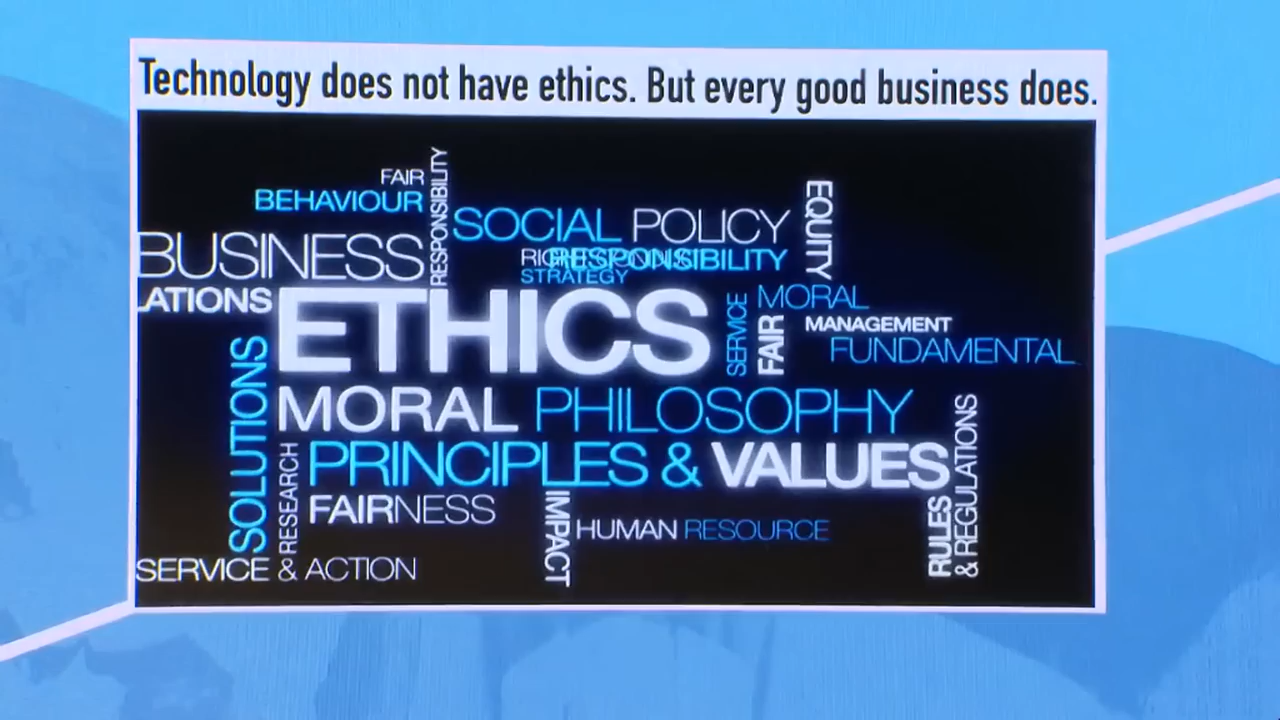 Technology does not have ethics. But every good business does.
FAIR
BEHAVIOUR
RESPONSIBILITY
SOCIAL POLICY
EQUITY
BUSINESS
RESPONSIBILITY
STRATEGY
ATIONS
ETHICS
SERVICE
FAIR
MORAL
MANAGEMENT
FUNDAMENTAL
SOLUTIONS
MORAL PHILOSOPHY
RESEARCH
PRINCIPLES & VALUES
RULES
& REGULATIONS
FAIRNESS
IMPACT
HUMAN RESOURCE
SERVICE & ACTION